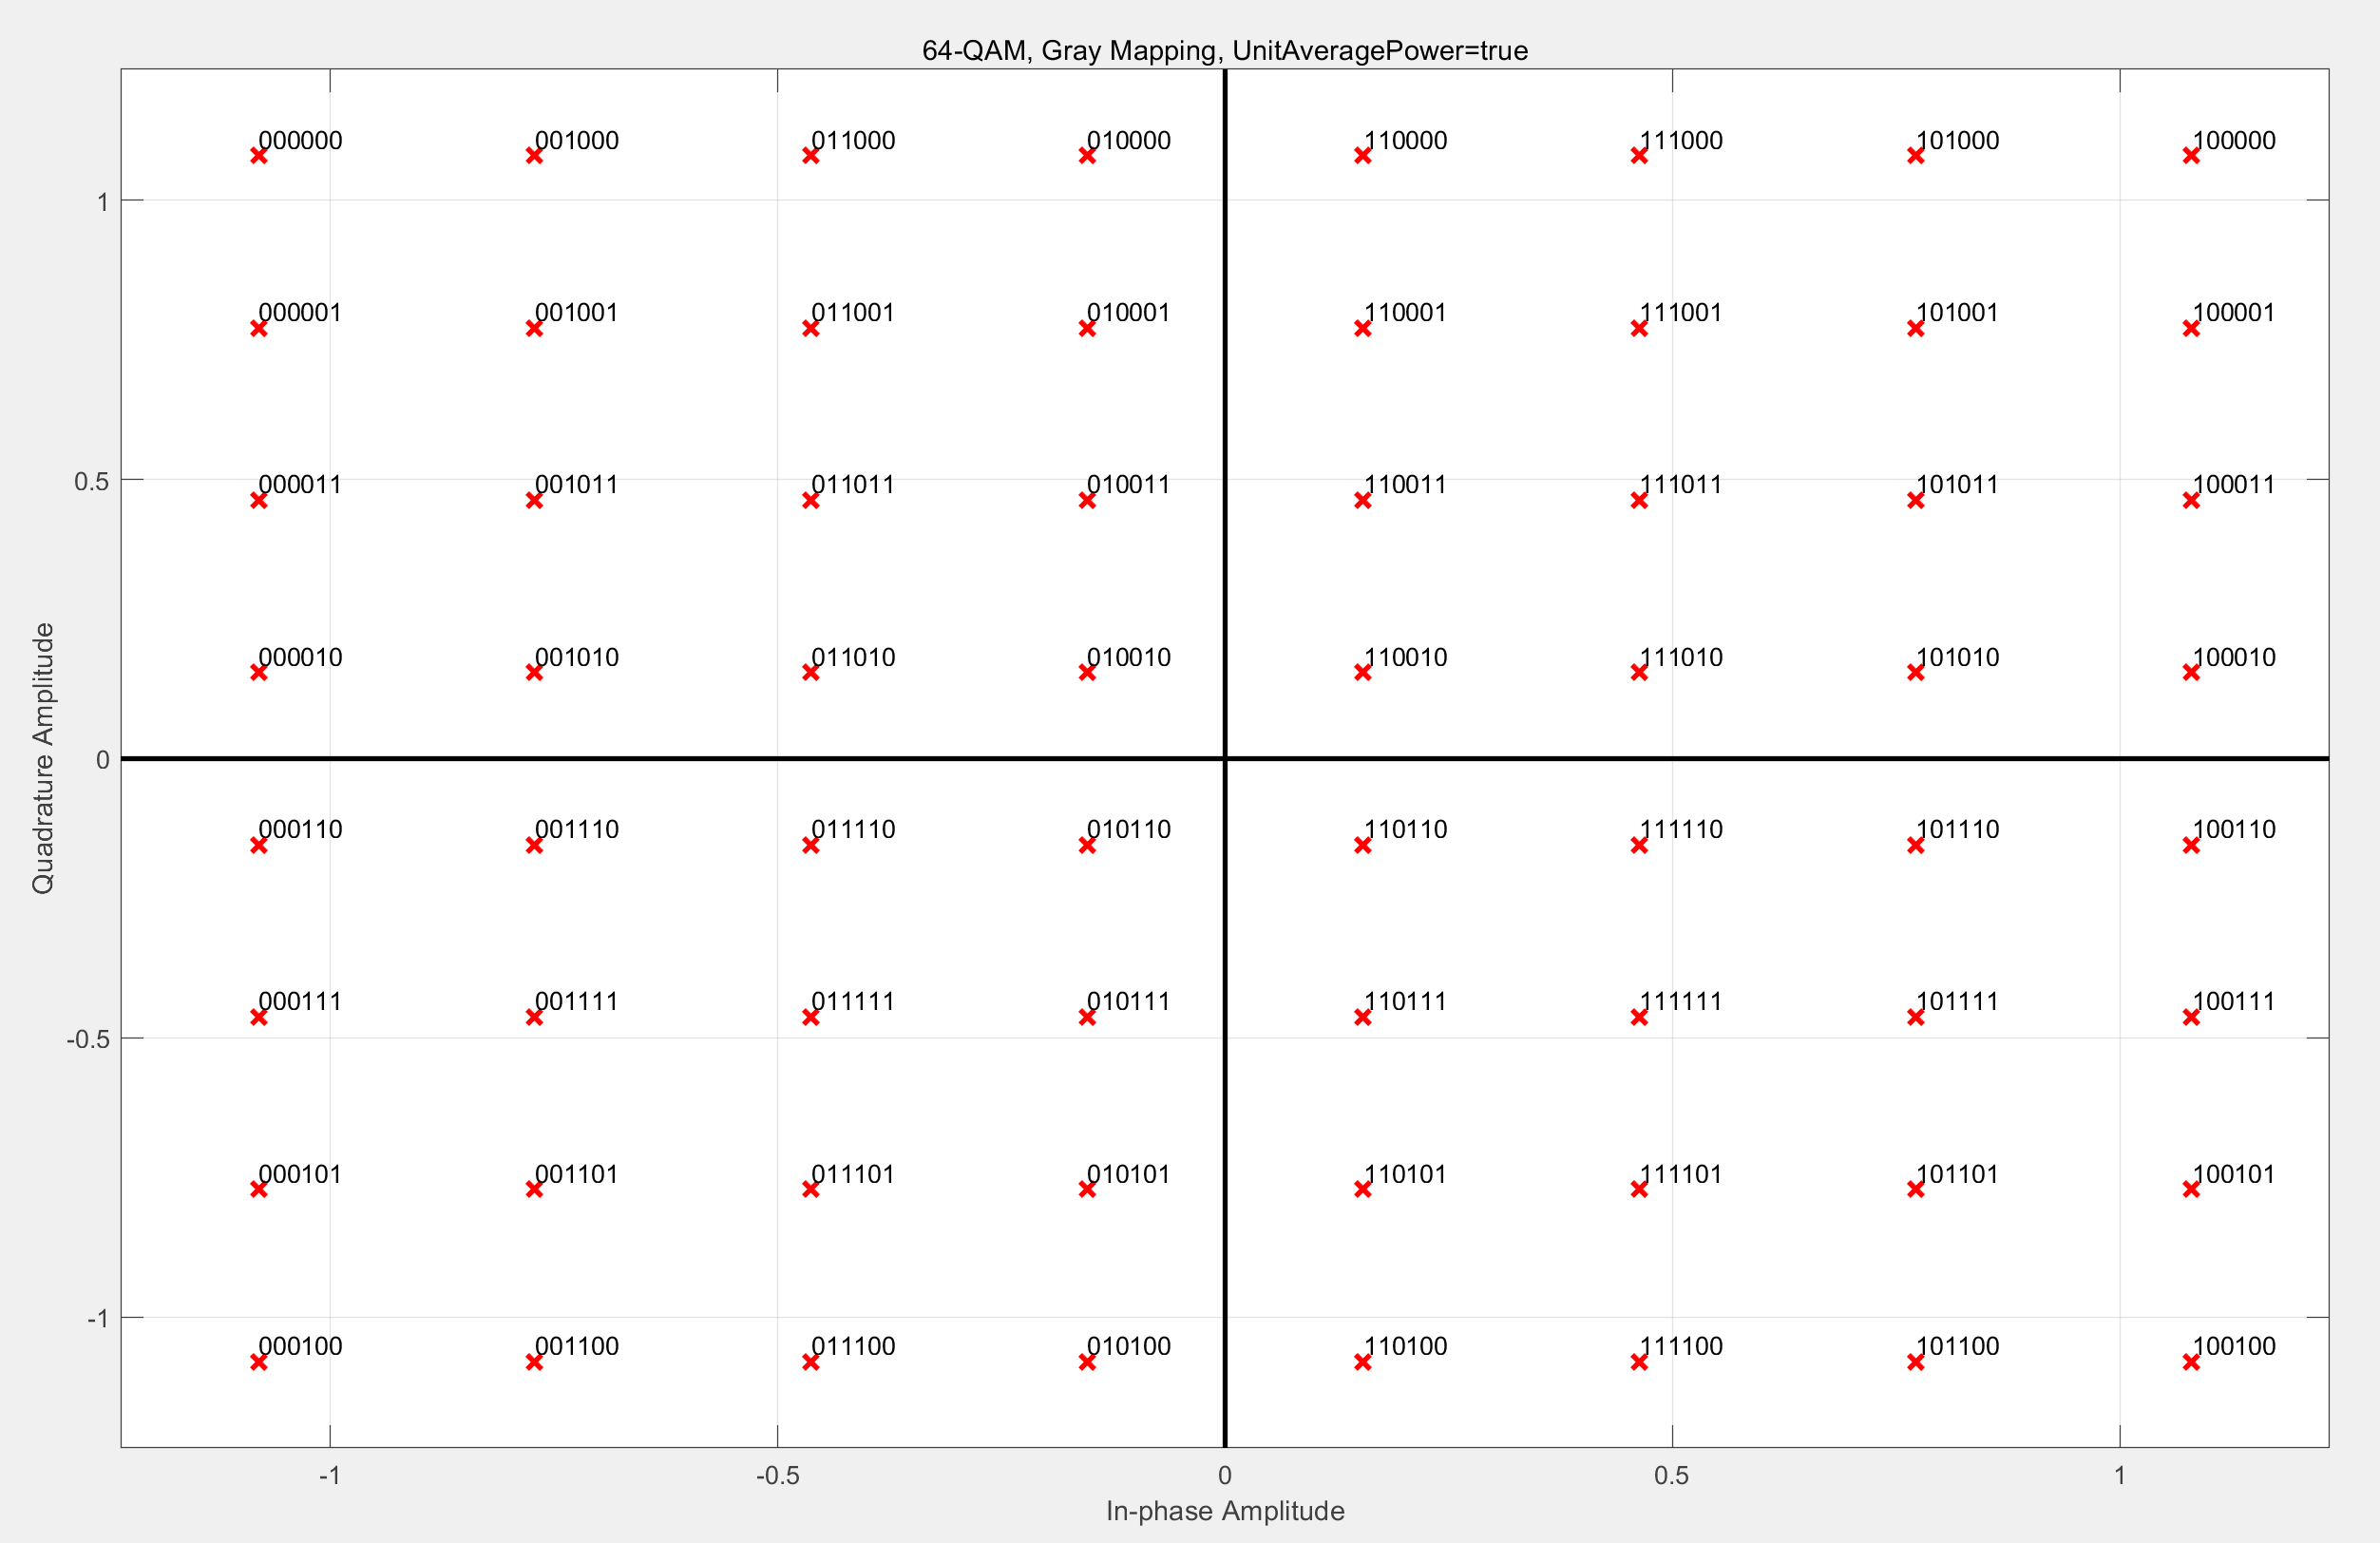 64-QAM, Gray Mapping, UnitAveragePower=true
000000 001000 011000 010000 110000 111000 101000 100000
1
000001 001001 011001 010001 110001 111001 101001 100001
0.5
000011 001011 011011 010011 110011 111011 101011 100011
000010 001010 011010 010010 110010 111010 101010 100010
Quadrature Amplitude
0
000110 001110 011110 010110 110110 111110 101110 100110
000111 001111 011111 010111 110111 111111 101111 100111
-0.5
000101 001101 011101 010101 110101 111101 101101 100101
-1
000100 001100 011100 010100 110100 111100 101100 100100
-1 -0.5 0 0.5 1
In-phase Amplitude